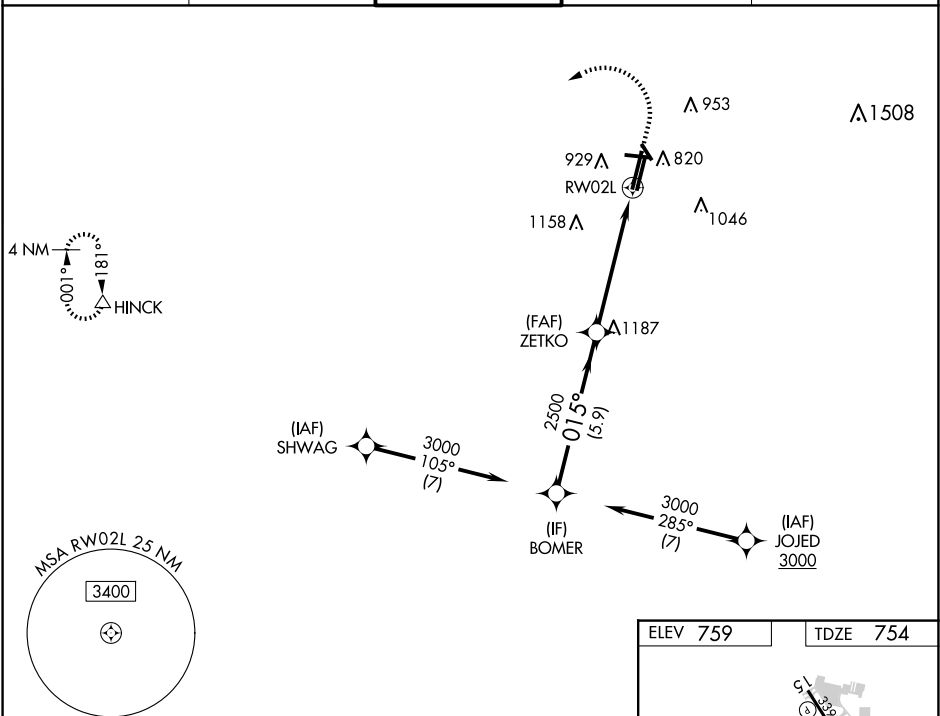 953
1508
929
820
RW02L
1046
1158
4 NM
001°
181°
HINCK
(FAF)
ZETKO
1187
2500
015°
(5.9)
(IAF)
SHWAG
3000
105°
(7)
3000
285°
(7)
(IF)
BOMER
(IAF)
JOJED
3000
MSA RW02L 25 NM
3400
ELEV 759
TDZE 754
15
339
P